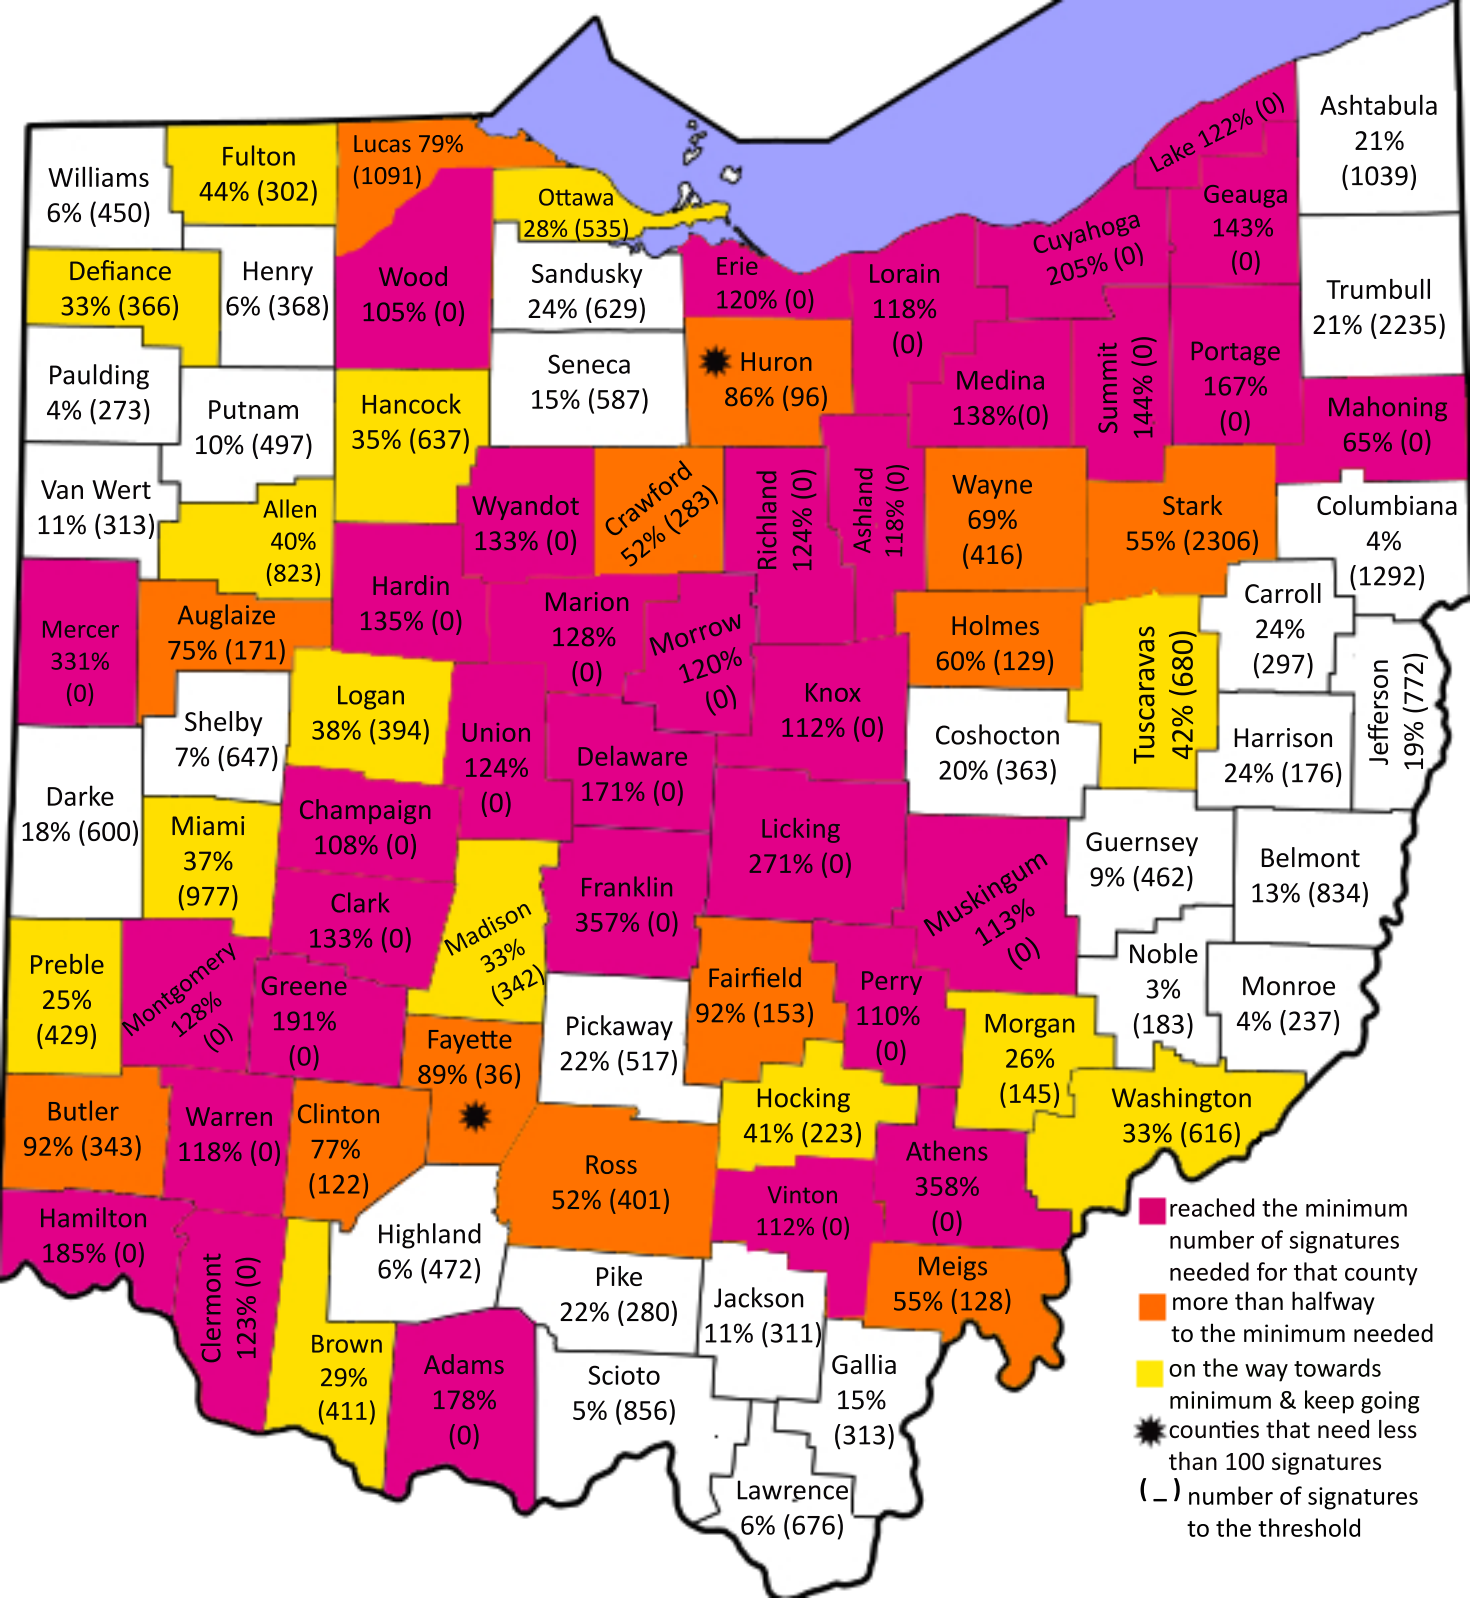 Williams
6% (450)
Fulton
44% (302)
Lucas 79%
(1091)
Ottawa
28% (535)
Lake 122% (0)
Ashtabula
21%
(1039)
Geauga
143%
(0)
Cuyahoga
205% (0)
Defiance
33% (366)
Henry
6% (368)
Wood
105% (0)
Sandusky
24% (629)
Erie
120% (0)
Lorain
118%
(0)
Trumbull
21% (2235)
Paulding
4% (273)
Putnam
10% (497)
Hancock
35% (637)
Seneca
15% (587)
Huron
86% (96)
Medina
138%(0)
Summit
144% (0)
Portage
167%
(0)
Mahoning
65% (0)
Van Wert
11% (313)
Allen
40%
(823)
Wyandot
133% (0)
Crawford
52% (283)
Richland
124% (0)
Ashland
118% (0)
Wayne
69%
(416)
Stark
55% (2306)
Columbiana
4%
(1292)
Mercer
331%
(0)
Auglaize
75% (171)
Hardin
135% (0)
Marion
128%
(0)
Morrow
120%
(0)
Holmes
60% (129)
Tuscaravas
42% (680)
Carroll
24%
(297)
Jefferson
19% (772)
Shelby
7% (647)
Logan
38% (394)
Union
124%
(0)
Delaware
171% (0)
Knox
112% (0)
Coshocton
20% (363)
Harrison
24% (176)
Darke
18% (600)
Miami
37%
(977)
Champaign
108% (0)
Licking
271% (0)
Guernsey
9% (462)
Belmont
13% (834)
Clark
133% (0)
Madison
33%
(342)
Franklin
357% (0)
Muskingum
113%
(0)
Preble
25%
(429)
Montgomery
128%
(0)
Greene
191%
(0)
Fairfield
92% (153)
Perry
110%
(0)
Noble
3%
(183)
Monroe
4% (237)
Fayette
89% (36)
Pickaway
22% (517)
Morgan
26%
(145)
Butler
92% (343)
Warren
118% (0)
Clinton
77%
(122)
Hocking
41% (223)
Washington
33% (616)
Ross
52% (401)
Athens
358%
(0)
Vinton
112% (0)
Hamilton
185% (0)
Clermont
123% (0)
Highland
6% (472)
Pike
22% (280)
Jackson
11% (311)
Meigs
55% (128)
Brown
29%
(411)
Adams
178%
(0)
Scioto
5% (856)
Gallia
15%
(313)
Lawrence
6% (676)
reached the minimum
number of signatures
needed for that county
more than halfway
to the minimum needed
on the way towards
minimum & keep going
counties that need less
than 100 signatures
(_) number of signatures
to the threshold